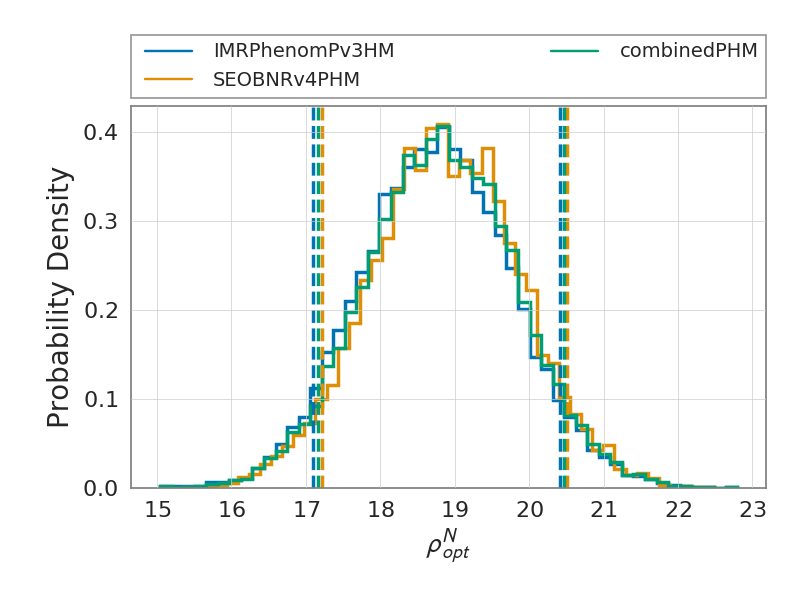 IMRPhenomPv3HM combinedPHM
SEOBNRv4PHM
Probability Density
0.4
0.3
0.2
0.1
0.0
15 16 17 18 19 20 21 22 23
ρ^N_opt